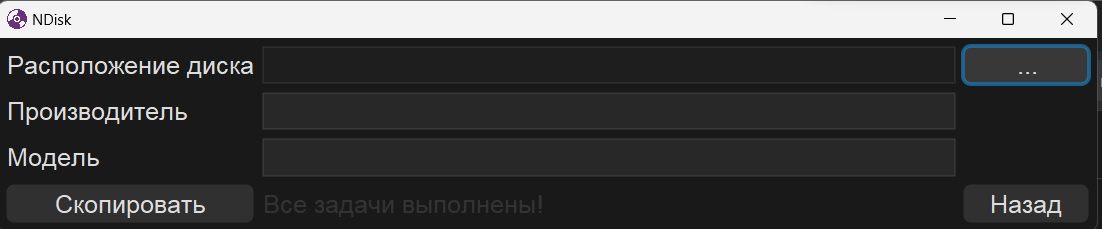 NDisk
Расположение диска ...
Производитель
Модель
Скопировать Все задачи выполнены! Назад